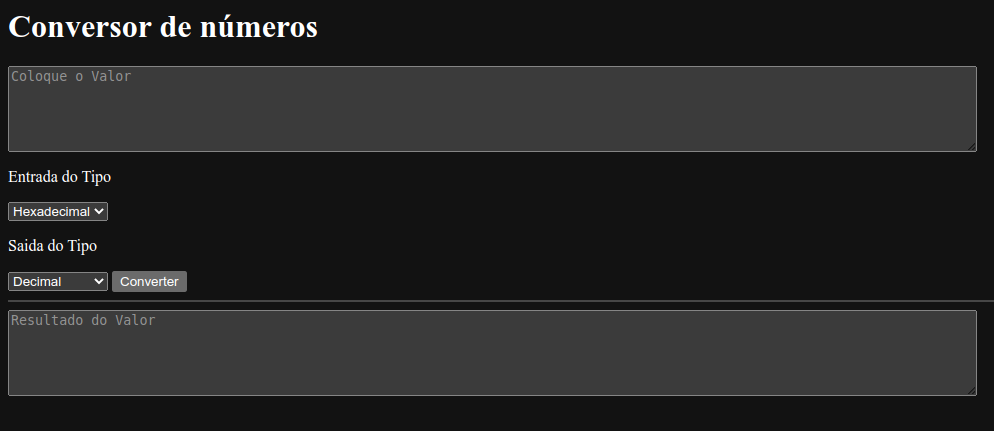 Conversor de números
Coloque o Valor
Entrada do Tipo
Hexadecimal
Saida do Tipo
Decimal Converter
Resultado do Valor